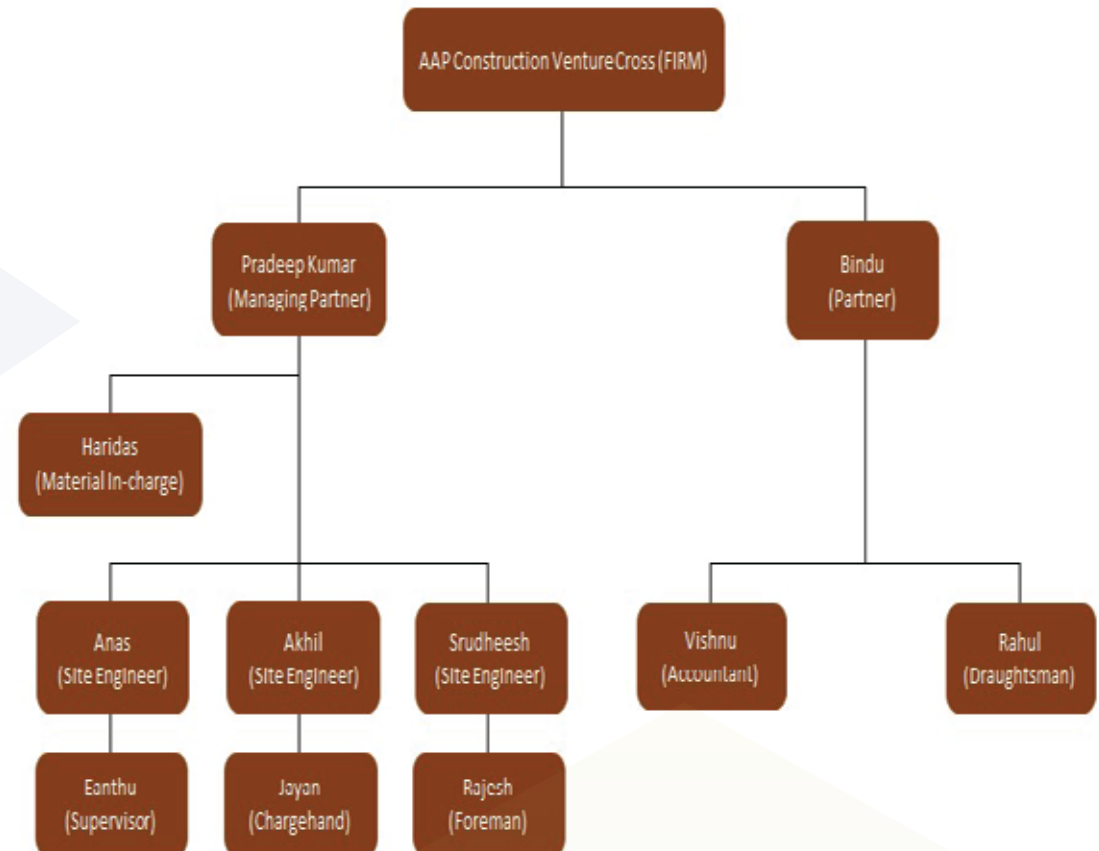 AAP Construction Venture Cross (FIRM)
Pradeep Kumar
(Managing Partner)
Bindu
(Partner)
Haridas
(Material In-charge)
Anas
(Site Engineer)
Akhil
(Site Engineer)
Srudheesh
(Site Engineer)
Vishnu
(Accountant)
Rahul
(Draughtsman)
Eanthu
(Supervisor)
Jayan
(Chargehand)
Rajesh
(Foreman)